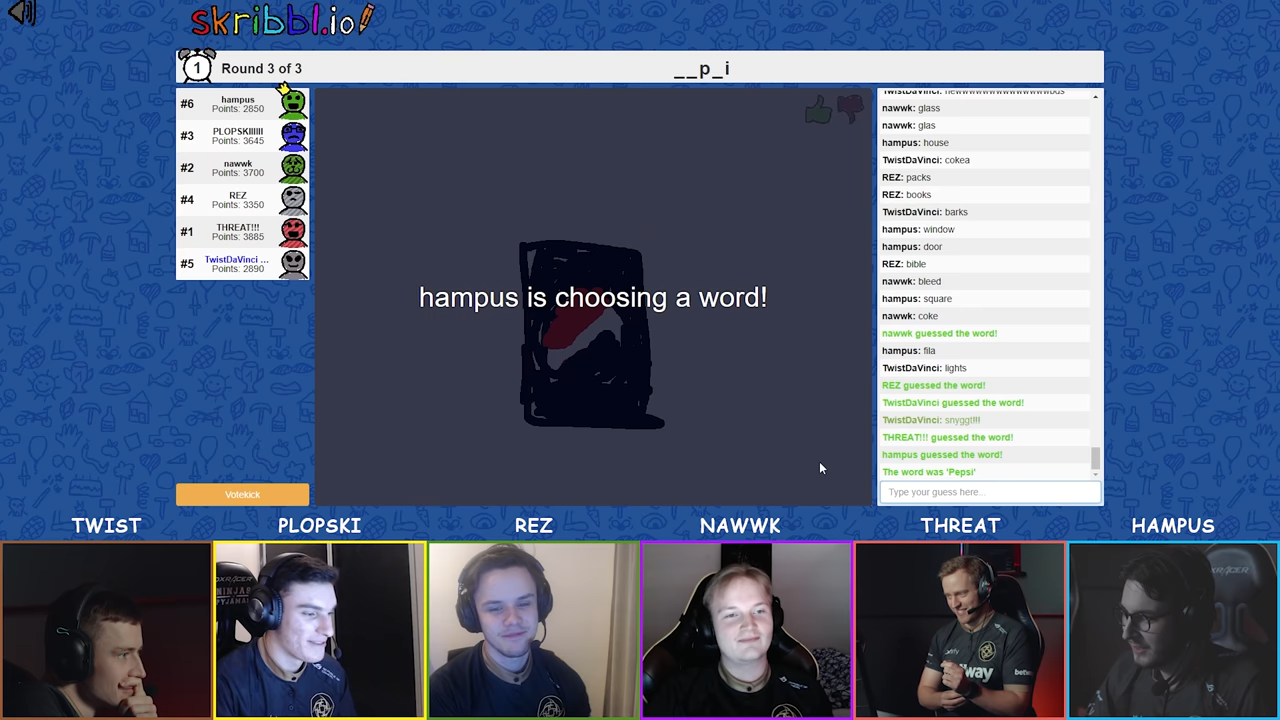 skribbl.io
1
Round 3 of 3
__p_i
#6
hampus
Points: 2850
#3
PLOPSKIIIIII
Points: 3645
#2
nawwk
Points: 3700
#4
REZ
Points: 3350
#1
THREAT!!!
Points: 3885
#5
TwistDaVinci ...
Points: 2890
hampus is choosing a word!
nawwk: glass
nawwk: glas
hampus: house
TwistDaVinci: cokea
REZ: packs
REZ: books
TwistDaVinci: barks
hampus: window
hampus: door
REZ: bible
nawwk: bleed
hampus: square
nawwk: coke
nawwk guessed the word!
hampus: fila
TwistDaVinci: lights
REZ guessed the word!
TwistDaVinci guessed the word!
TwistDaVinci: snyggt!!!!
THREAT!!! guessed the word!
hampus guessed the word!
The word was 'Pepsi'
Type your guess here...
Votekick
TWIST
PLOPSKI
REZ
NAWWK
THREAT
HAMPUS